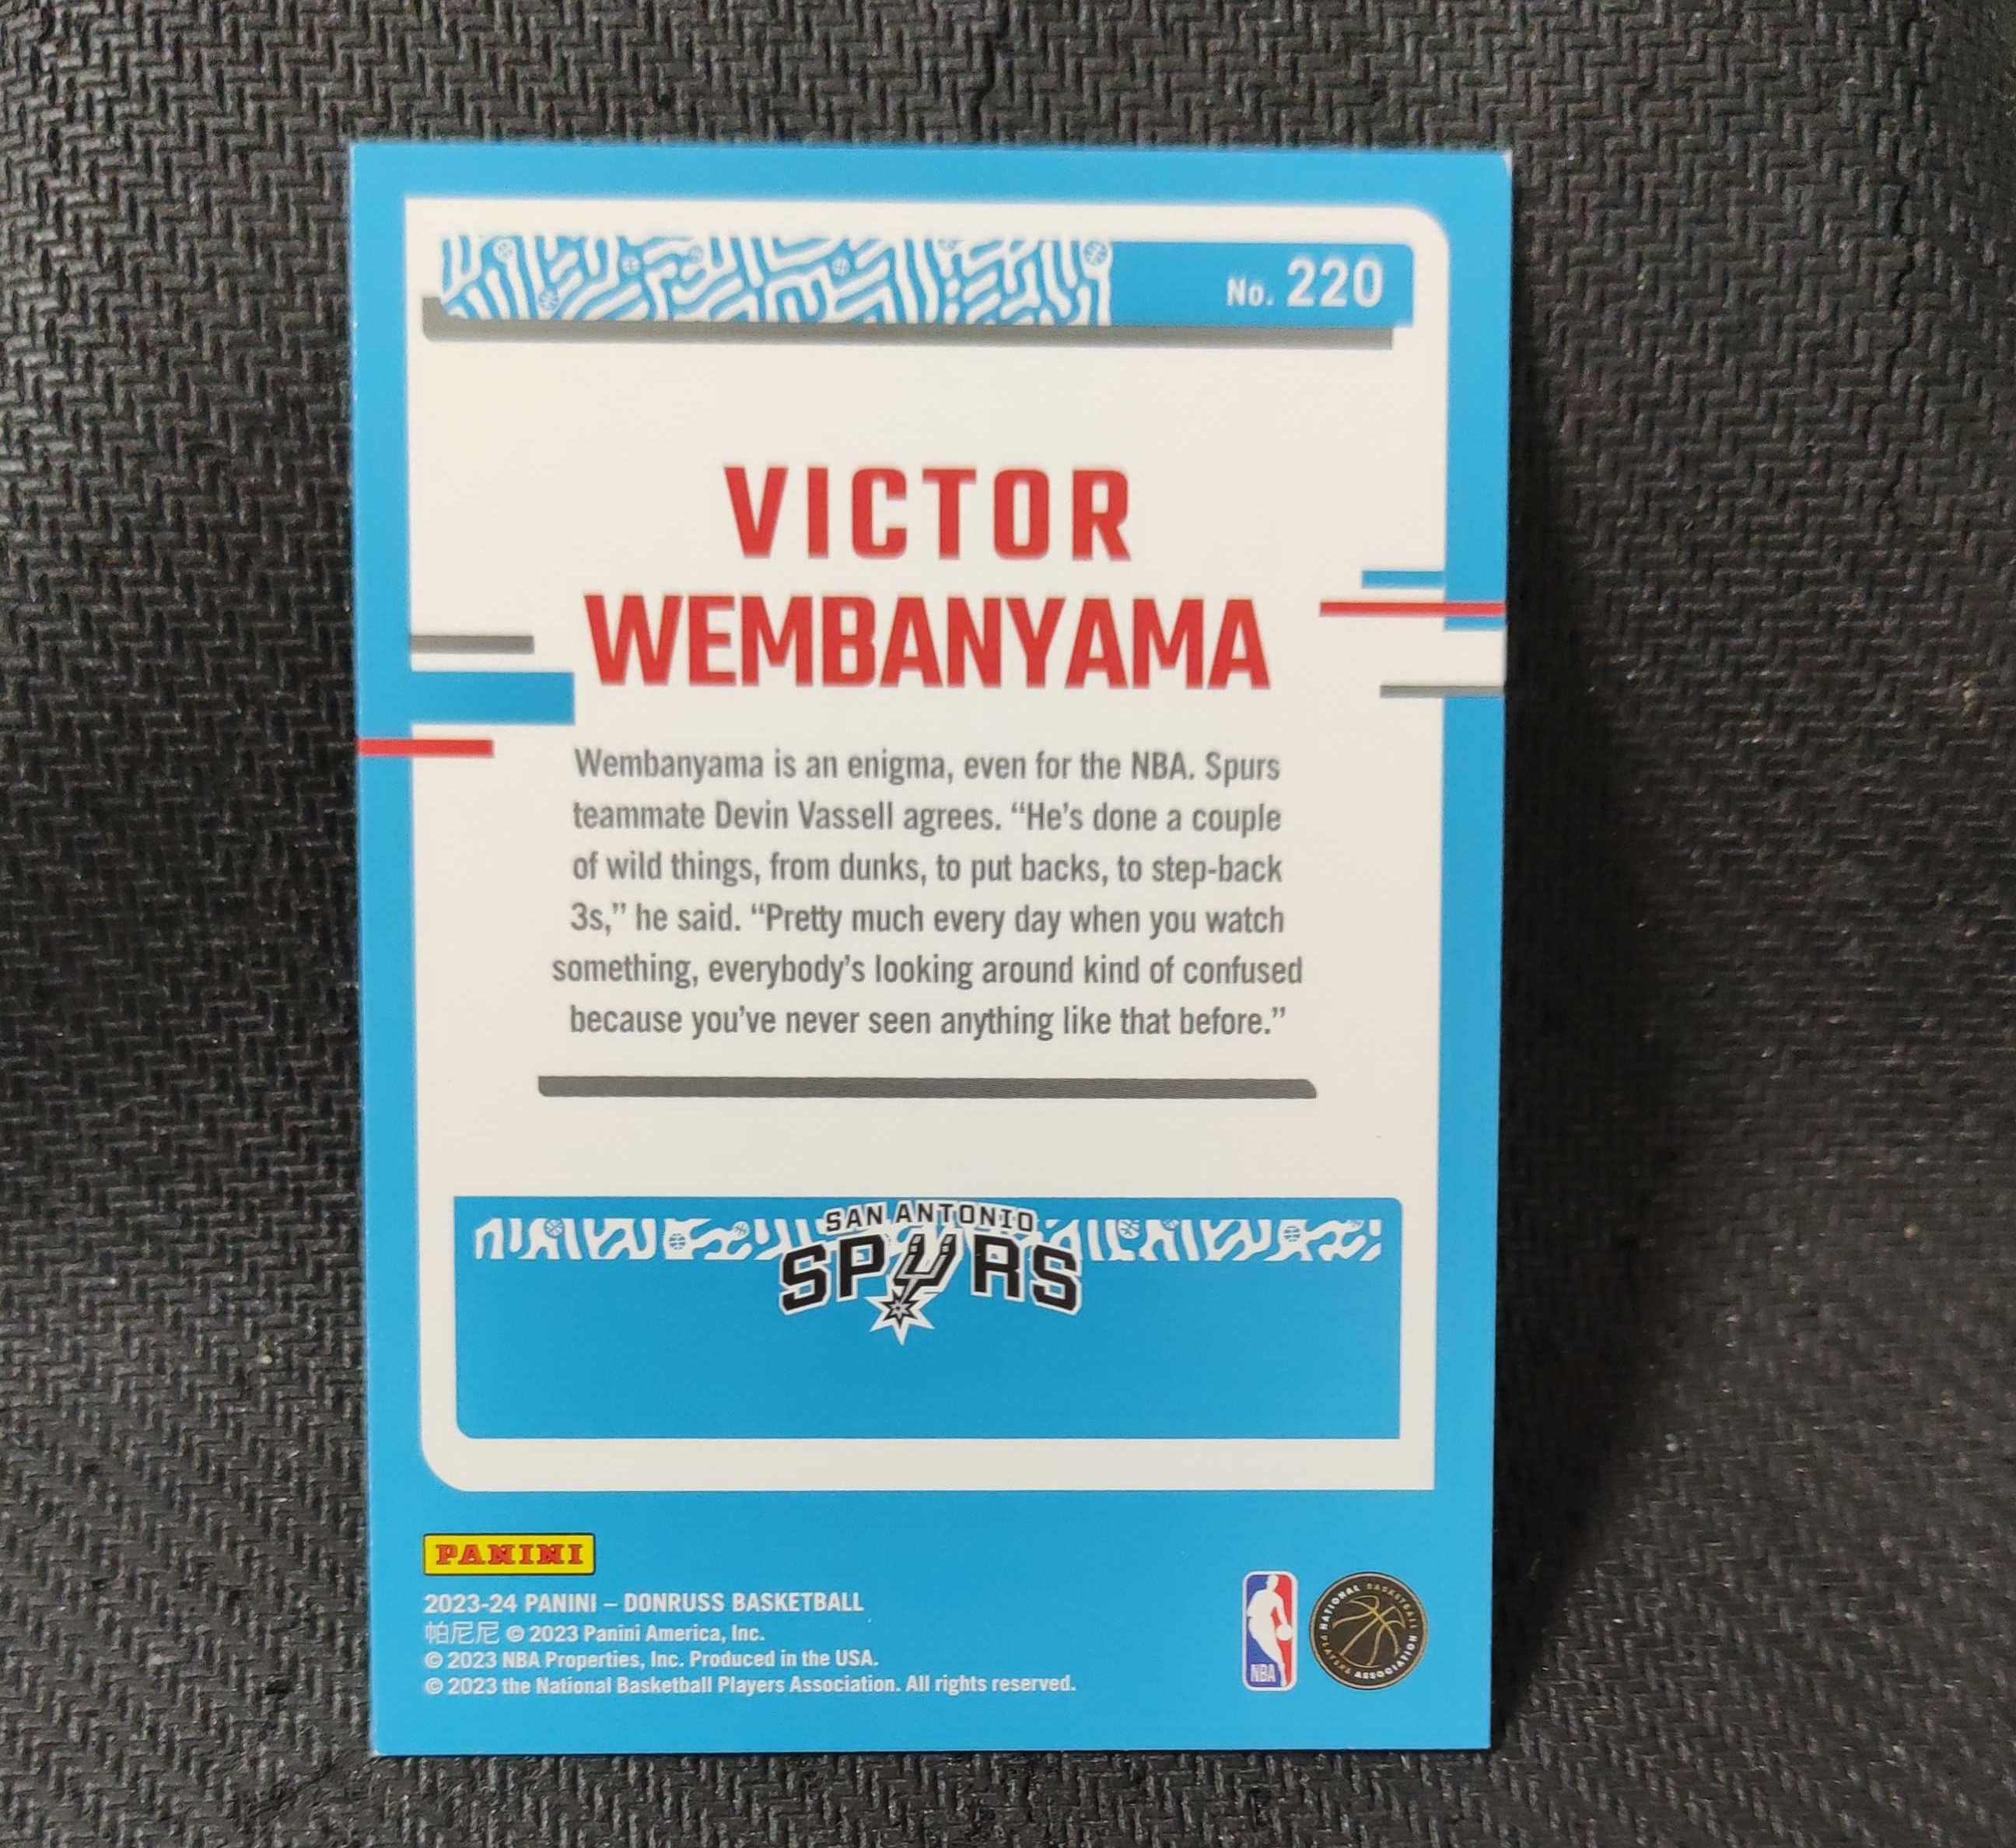 No. 220
VICTOR
WEMBANYAMA
Wembanyama is an enigma, even for the NBA. Spurs
teammate Devin Vassell agrees. “He’s done a couple
of wild things, from dunks, to put backs, to step-back
3s,” he said. “Pretty much every day when you watch
something, everybody’s looking around kind of confused
because you’ve never seen anything like that before.”
SAN ANTONIO
SPURS
PANINI
2023-24 PANINI – DONRUSS BASKETBALL
帕尼尼 © 2023 Panini America, Inc.
© 2023 NBA Properties, Inc. Produced in the USA.
© 2023 the National Basketball Players Association. All rights reserved.
NBA
NATIONAL BASKETBALL
PLAYERS ASSOCIATION